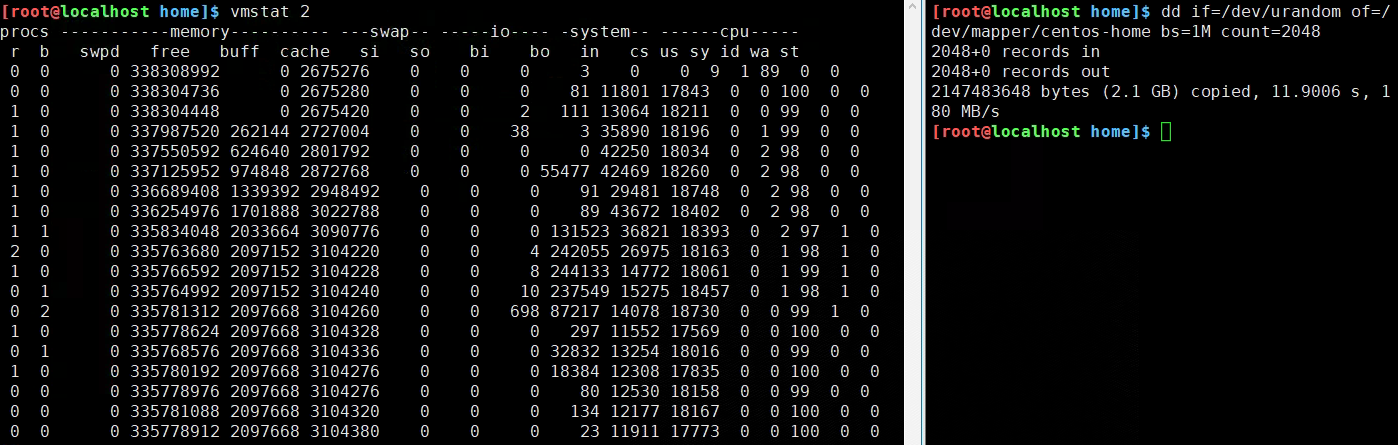 [root@localhost home]$ vmstat 2
procs -----------memory---------- ---swap-- -----io---- -system-- ------cpu-----
r b swpd free buff cache si so bi bo in cs us sy id wa st
0 0 0 338308992 0 2675276 0 0 0 3 0 0 9 1 89 0 0
0 0 0 338304736 0 2675280 0 0 0 81 11801 17843 0 0 100 0 0
1 0 0 338304448 0 2675420 0 0 2 111 13064 18211 0 0 99 0 0
1 0 0 337987520 262144 2727004 0 0 38 3 35890 18196 0 1 99 0 0
1 0 0 337550592 624640 2801792 0 0 0 0 42250 18034 0 2 98 0 0
1 0 0 337125952 974848 2872768 0 0 0 55477 42469 18260 0 2 98 0 0
1 0 0 336689408 1339392 2948492 0 0 0 91 29481 18748 0 2 98 0 0
1 0 0 336254976 1701888 3022788 0 0 0 89 43672 18402 0 2 98 0 0
1 1 0 335834048 2033664 3090776 0 0 0 131523 36821 18393 0 2 97 1 0
2 0 0 335763680 2097152 3104220 0 0 4 242055 26975 18163 0 1 98 1 0
1 0 0 335766592 2097152 3104228 0 0 8 244133 14772 18061 0 1 99 1 0
0 1 0 335764992 2097152 3104240 0 0 10 237549 15275 18457 0 1 98 1 0
0 2 0 335781312 2097668 3104260 0 0 698 87217 14078 18730 0 0 99 1 0
1 0 0 335778624 2097668 3104328 0 0 0 297 11552 17569 0 0 100 0 0
0 1 0 335768576 2097668 3104336 0 0 0 32832 13254 18016 0 0 99 0 0
1 0 0 335780192 2097668 3104276 0 0 0 18384 12308 17835 0 0 100 0 0
0 0 0 335778976 2097668 3104276 0 0 0 80 12530 18158 0 0 99 0 0
0 0 0 335781088 2097668 3104320 0 0 0 134 12177 18167 0 0 100 0 0
0 0 0 335778912 2097668 3104380 0 0 0 23 11911 17773 0 0 100 0 0
[root@localhost home]$ dd if=/dev/urandom of=/
dev/mapper/centos-home bs=1M count=2048
2048+0 records in
2048+0 records out
2147483648 bytes (2.1 GB) copied, 11.9006 s, 1
80 MB/s
[root@localhost home]$